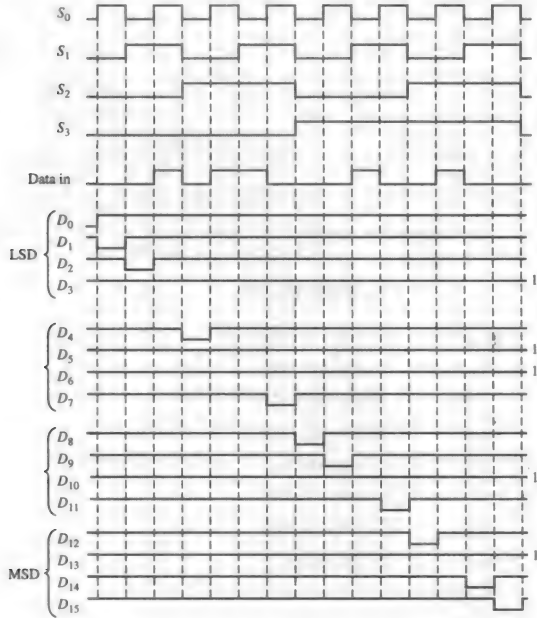 S0
S1
S2
S3
Data in
D0
D1
LSD
D2
D3 1
D4
D5 1
D6 1
D7
D8
D9
D10 1
D11
D12
D13 1
MSD
D14
D15